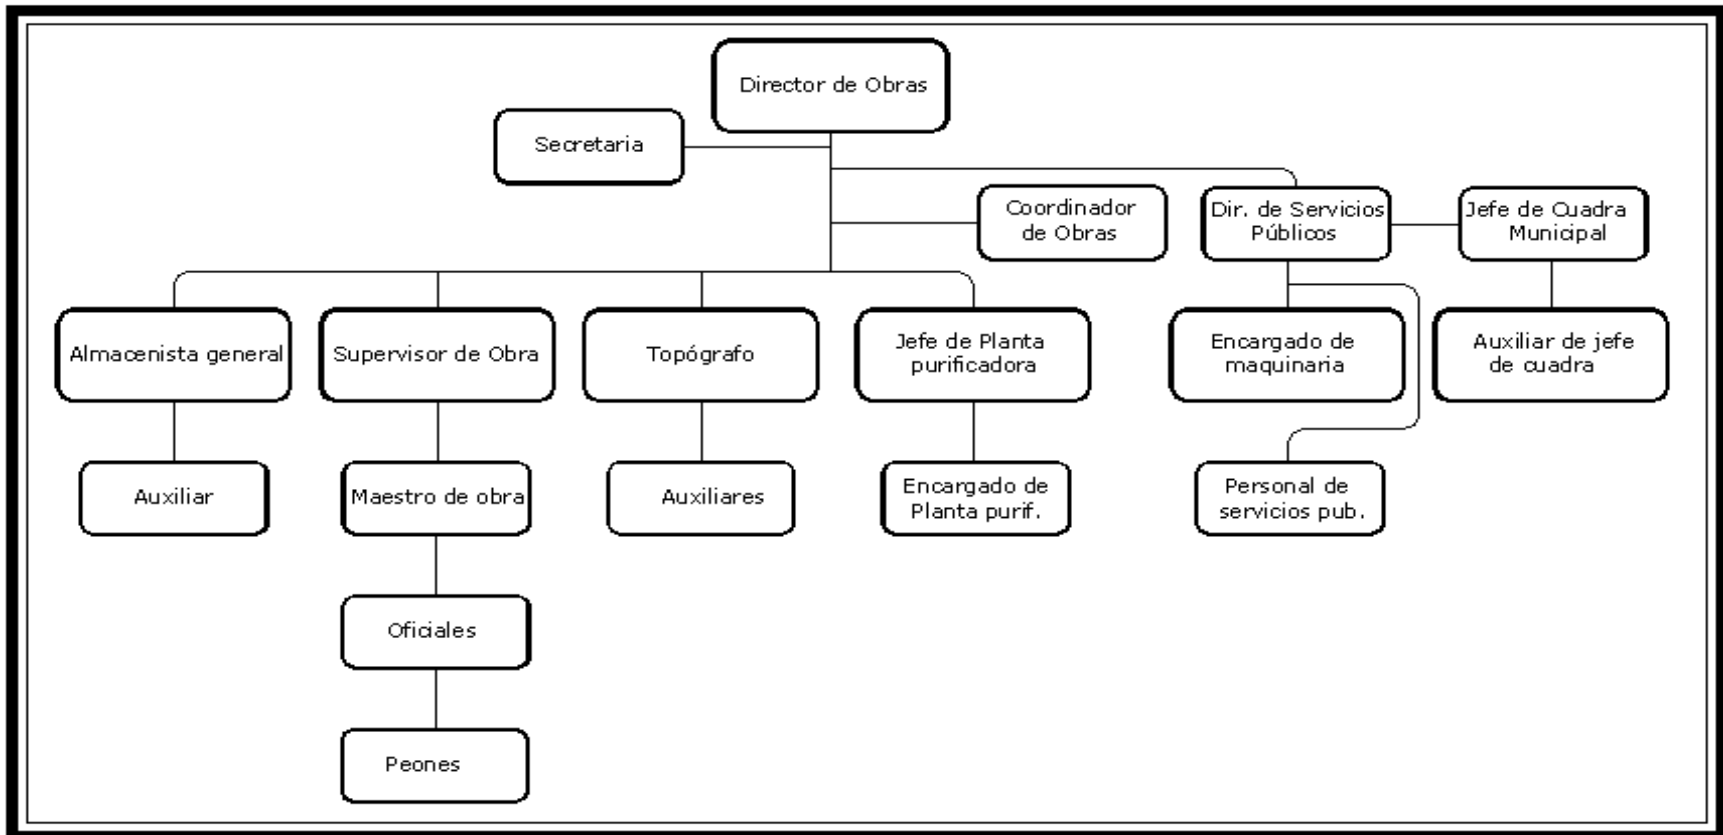 Director de Obras
Secretaria
Coordinador
de Obras
Dir. de Servicios
Públicos
Jefe de Cuadra
Municipal
Almacenista general
Supervisor de Obra
Topógrafo
Jefe de Planta
purificadora
Encargado de
maquinaria
Auxiliar de jefe
de cuadra
Auxiliar
Maestro de obra
Auxiliares
Encargado de
Planta purif.
Personal de
servicios pub.
Oficiales
Peones